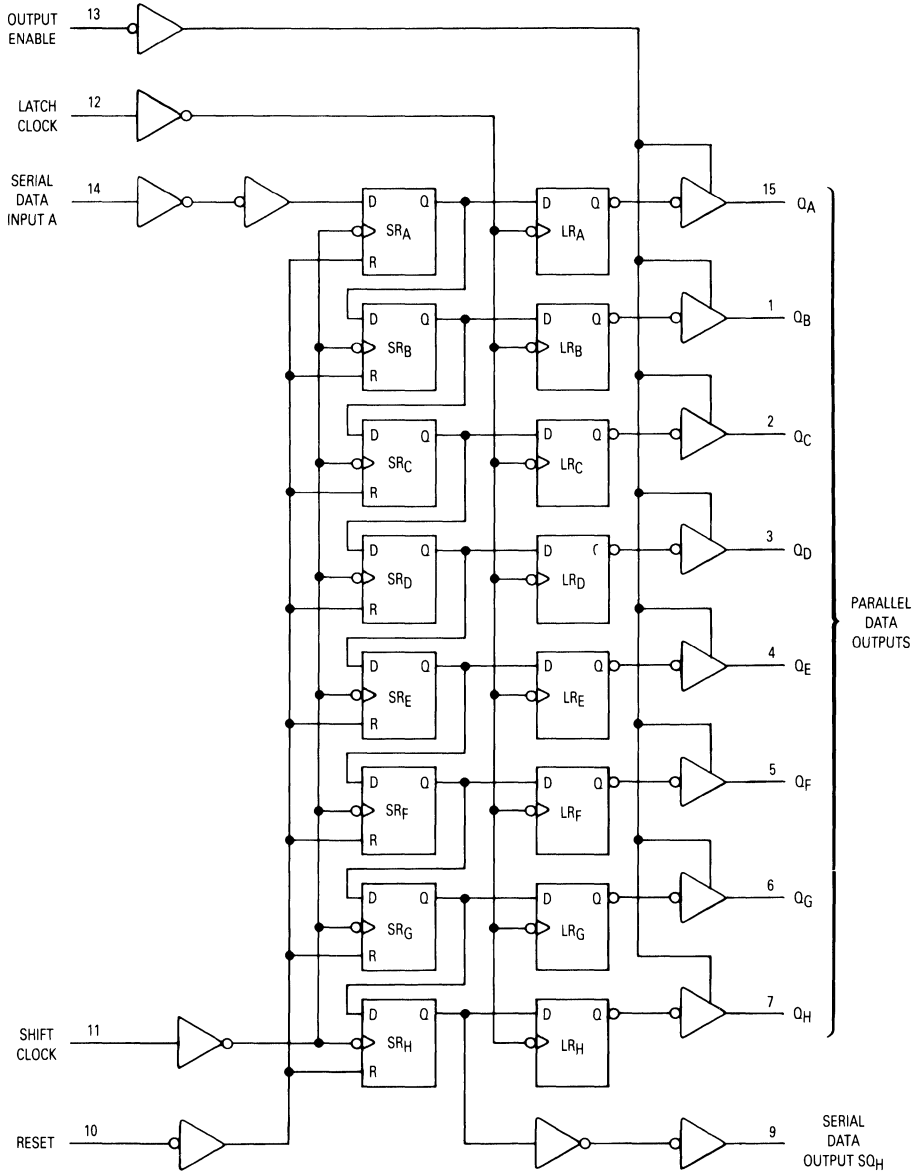 OUTPUT
ENABLE
13
LATCH
CLOCK
12
SERIAL
DATA
INPUT A
14
D Q
SRA
R
D Q
LRA
15
QA
D Q
SRB
R
D Q
LRB
1
QB
D Q
SRC
R
D Q
LRC
2
QC
D Q
SRD
R
D
LRD
3
QD
PARALLEL
DATA
OUTPUTS
D Q
SRE
R
D Q
LRE
4
QE
D Q
SRF
R
D Q
LRF
5
QF
D Q
SRG
R
D Q
LRG
6
QG
D Q
SRH
R
D Q
LRH
7
QH
SHIFT
CLOCK
11
RESET
10
9
SERIAL
DATA
OUTPUT SQH